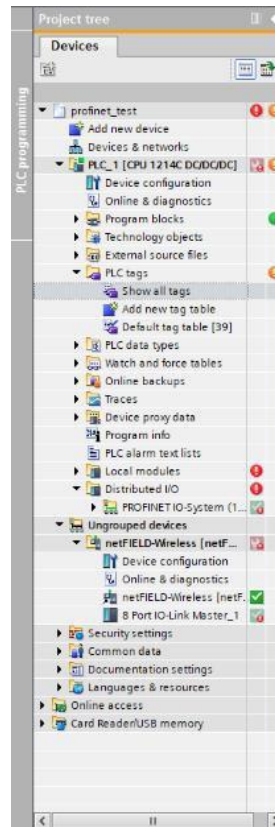 Project tree
Devices
PLC programming
profinet_test
Add new device
Devices & networks
PLC_1 [CPU 1214C DC/DC/DC]
Device configuration
Online & diagnostics
Program blocks
Technology objects
External source files
PLC tags
Show all tags
Add new tag table
Default tag table [39]
PLC data types
Watch and force tables
Online backups
Traces
Device proxy data
Program info
PLC alarm text lists
Local modules
Distributed I/O
PROFINET IO-System (1...
Ungrouped devices
netFIELD-Wireless [netF...
Device configuration
Online & diagnostics
netFIELD-Wireless [netF.
8 Port IO-Link Master_1
Security settings
Common data
Documentation settings
Languages & resources
Online access
Card Reader/USB memory